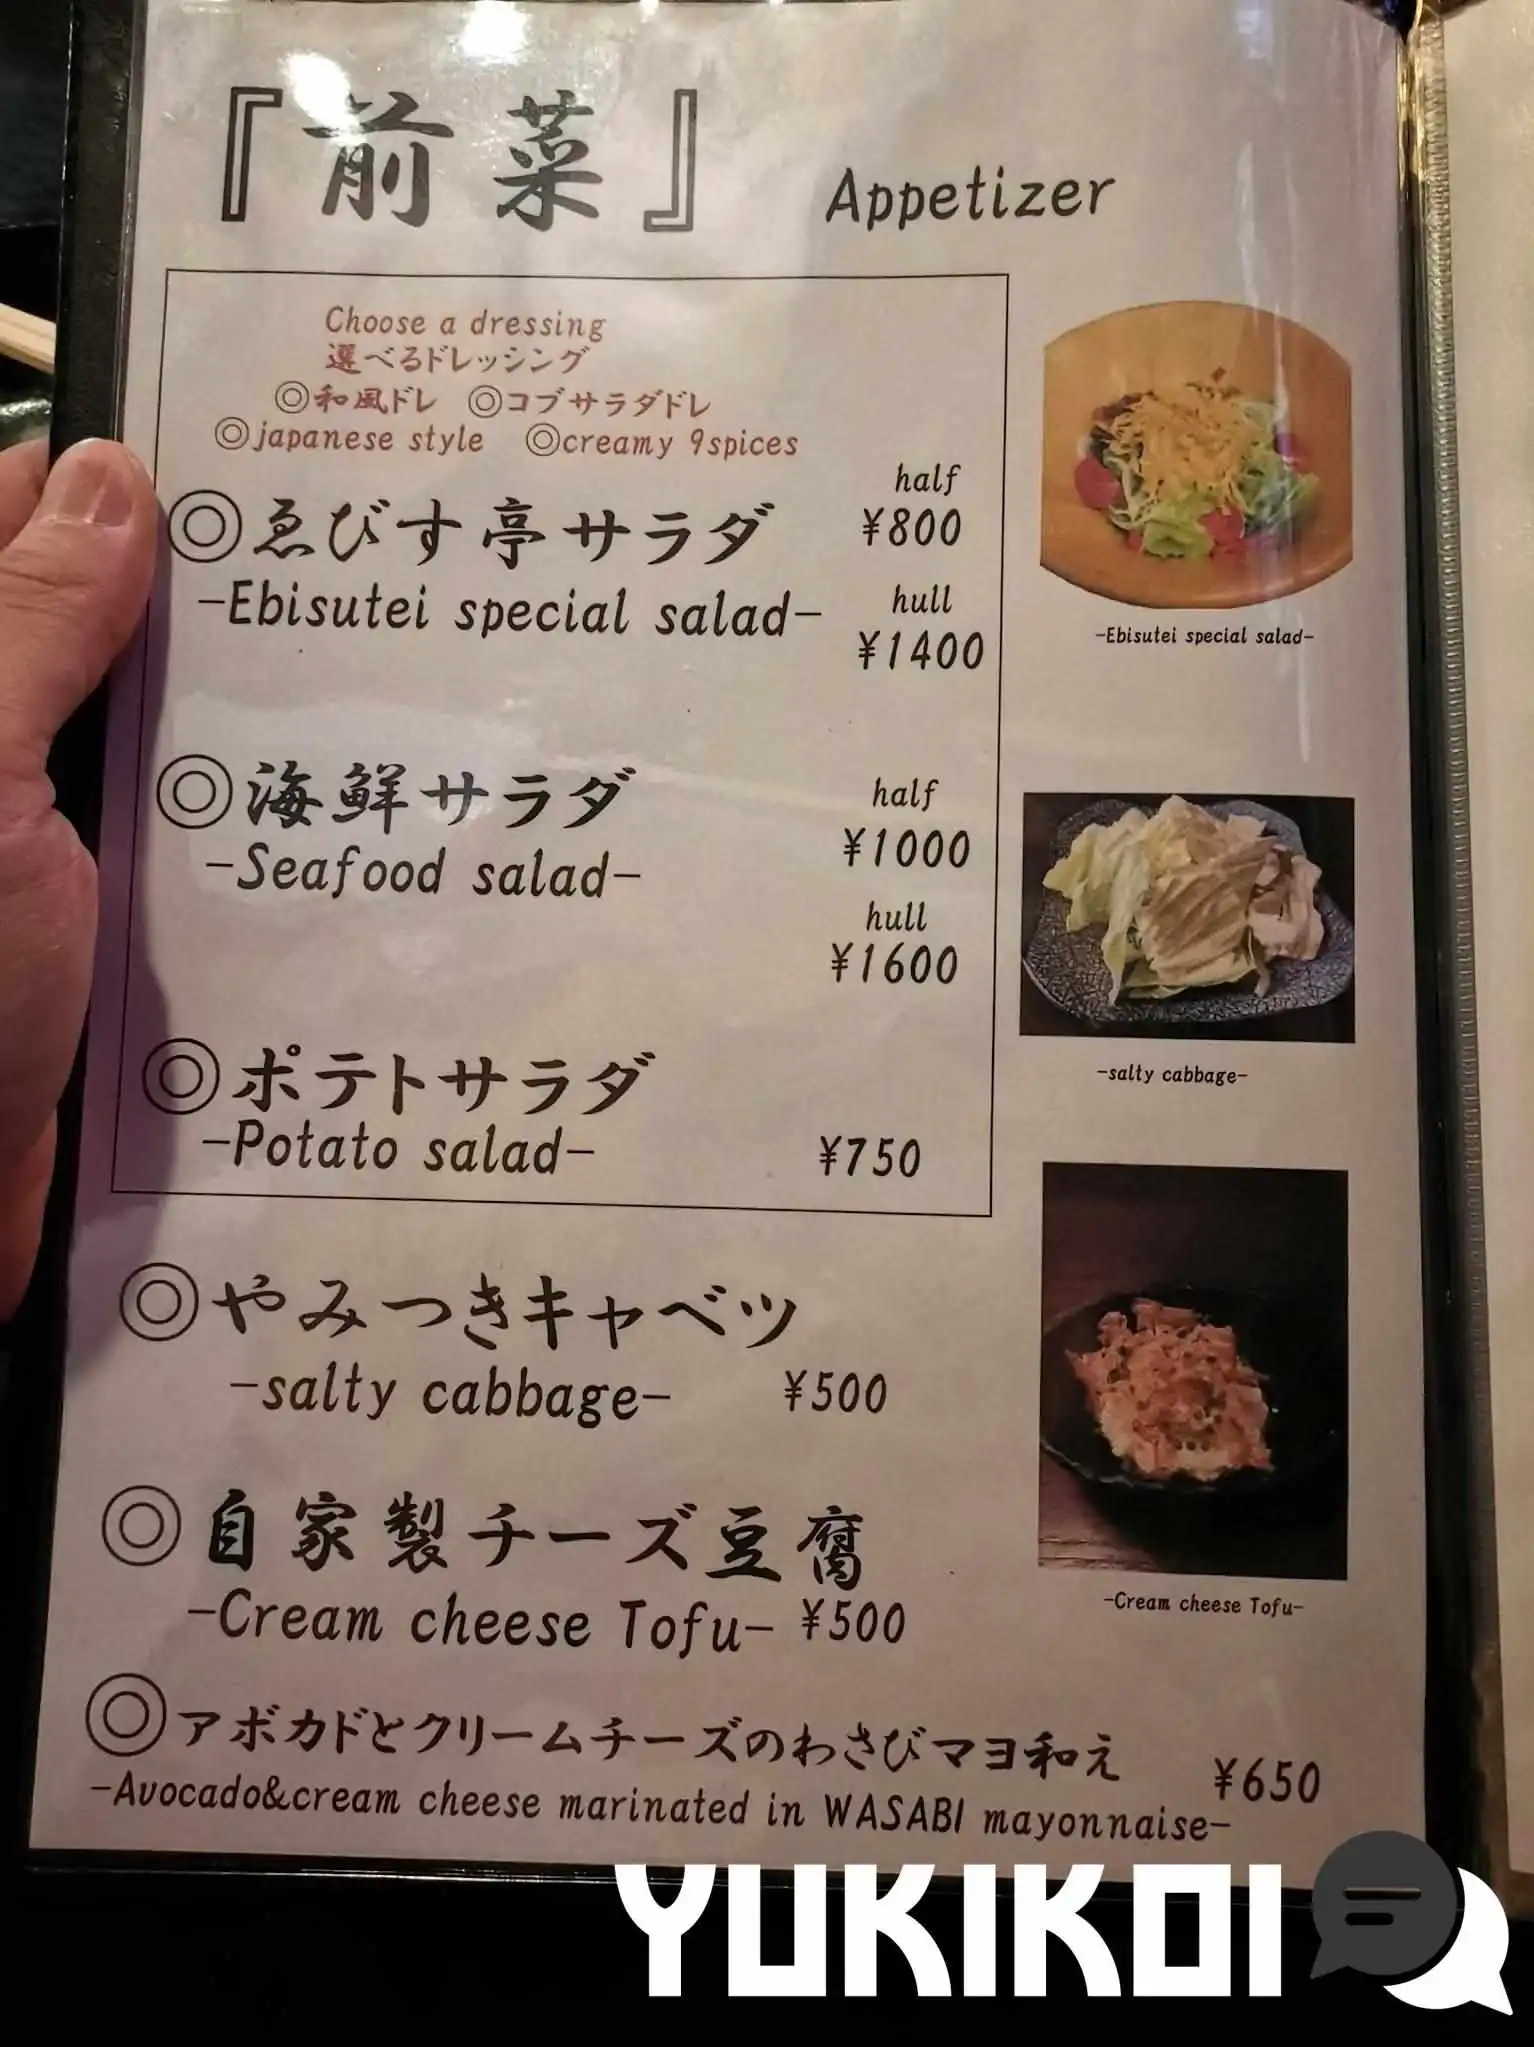 『前菜』 Appetizer
Choose a dressing
選べるドレッシング
◎和風ドレ ◎コブサラダドレ
◎japanese style ◎creamy 9spices
half
◎ゑびす亭サラダ ¥800
-Ebisutei special salad-
hull
¥1400
-Ebisutei special salad-
◎海鮮サラダ
half
¥1000
-Seafood salad-
hull
¥1600
-salty cabbage-
◎ポテトサラダ
-Potato salad- ¥750
◎やみつきキャベツ
-salty cabbage- ¥500
◎自家製チーズ豆腐
-Cream cheese Tofu- ¥500
-Cream cheese Tofu-
◎アボカドとクリームチーズのわさびマヨ和え ¥650
-Avocado&cream cheese marinated in WASABI mayonnaise-
YUKIKOI